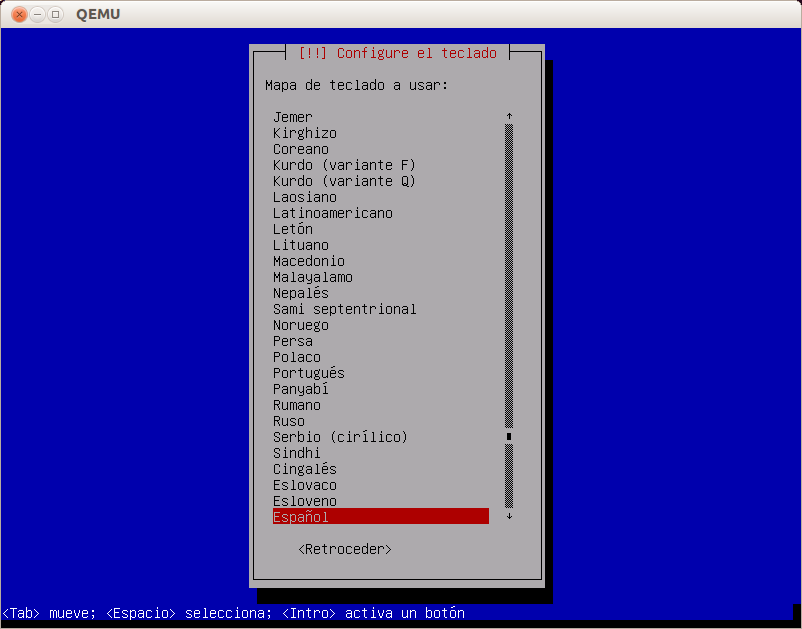 QEMU
[!!] Configure el teclado
Mapa de teclado a usar:
Jemer
Kirghizo
Coreano
Kurdo (variante F)
Kurdo (variante Q)
Laosiano
Latinoamericano
Letón
Lituano
Macedonio
Malayalamo
Nepalés
Sami septentrional
Noruego
Persa
Polaco
Portugués
Panyabí
Rumano
Ruso
Serbio (cirílico)
Sindhi
Cingalés
Eslovaco
Esloveno
Español
<Retroceder>
<Tab> mueve; <Espacio> selecciona; <Intro> activa un botón